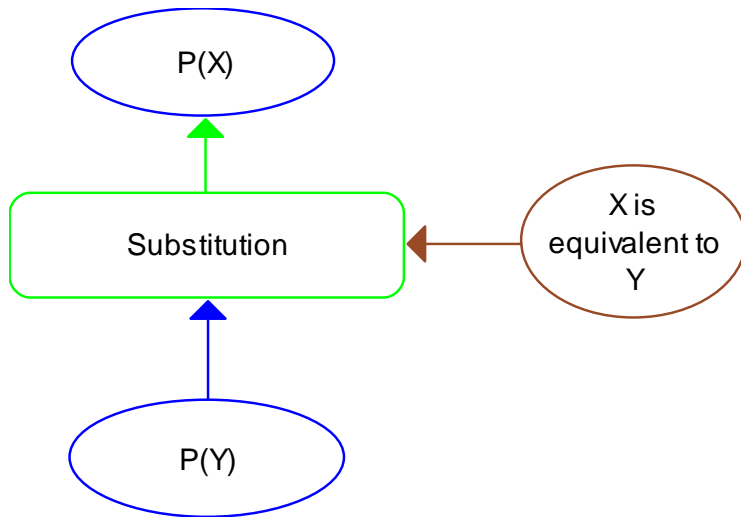 P(X)
Substitution
X is
equivalent to
Y
P(Y)